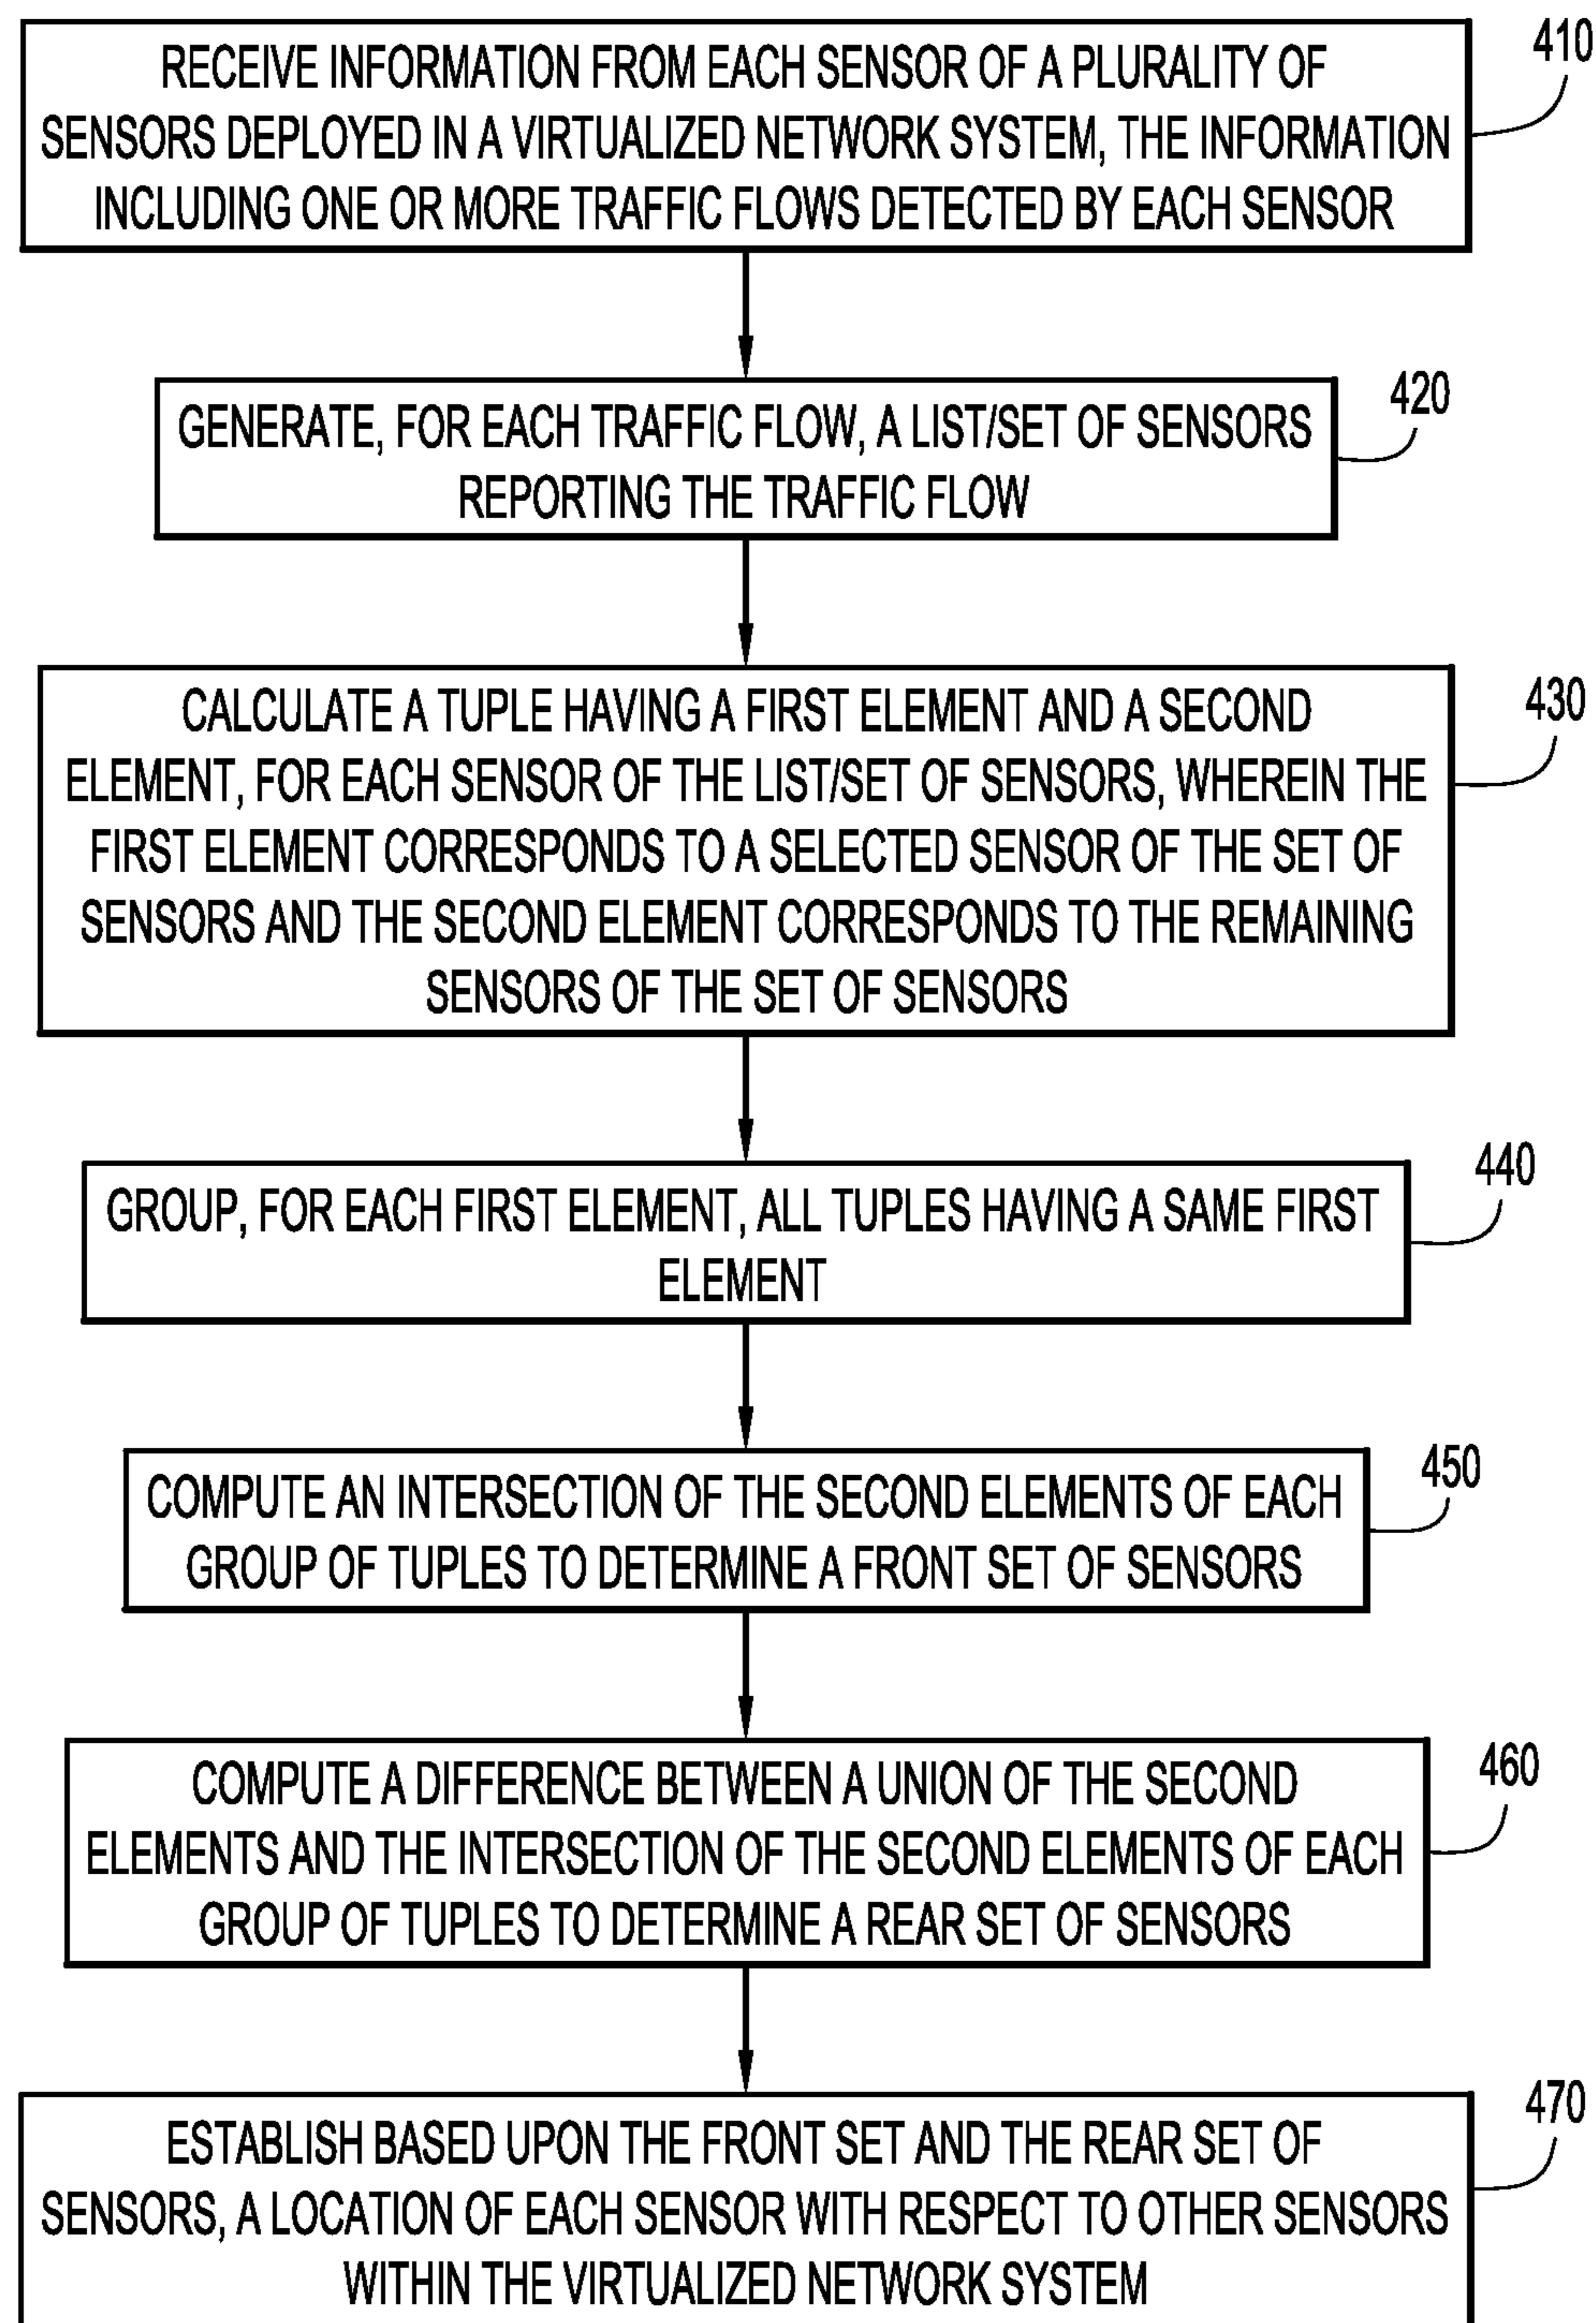 410
RECEIVE INFORMATION FROM EACH SENSOR OF A PLURALITY OF
SENSORS DEPLOYED IN A VIRTUALIZED NETWORK SYSTEM, THE INFORMATION
INCLUDING ONE OR MORE TRAFFIC FLOWS DETECTED BY EACH SENSOR
420
GENERATE, FOR EACH TRAFFIC FLOW, A LIST/SET OF SENSORS
REPORTING THE TRAFFIC FLOW
430
CALCULATE A TUPLE HAVING A FIRST ELEMENT AND A SECOND
ELEMENT, FOR EACH SENSOR OF THE LIST/SET OF SENSORS, WHEREIN THE
FIRST ELEMENT CORRESPONDS TO A SELECTED SENSOR OF THE SET OF
SENSORS AND THE SECOND ELEMENT CORRESPONDS TO THE REMAINING
SENSORS OF THE SET OF SENSORS
440
GROUP, FOR EACH FIRST ELEMENT, ALL TUPLES HAVING A SAME FIRST
ELEMENT
450
COMPUTE AN INTERSECTION OF THE SECOND ELEMENTS OF EACH
GROUP OF TUPLES TO DETERMINE A FRONT SET OF SENSORS
460
COMPUTE A DIFFERENCE BETWEEN A UNION OF THE SECOND
ELEMENTS AND THE INTERSECTION OF THE SECOND ELEMENTS OF EACH
GROUP OF TUPLES TO DETERMINE A REAR SET OF SENSORS
470
ESTABLISH BASED UPON THE FRONT SET AND THE REAR SET OF
SENSORS, A LOCATION OF EACH SENSOR WITH RESPECT TO OTHER SENSORS
WITHIN THE VIRTUALIZED NETWORK SYSTEM